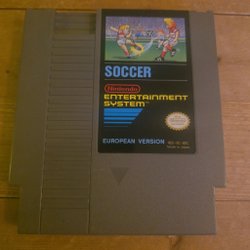 SOCCER
Nintendo
ENTERTAINMENT
SYSTEM
EUROPEAN VERSION